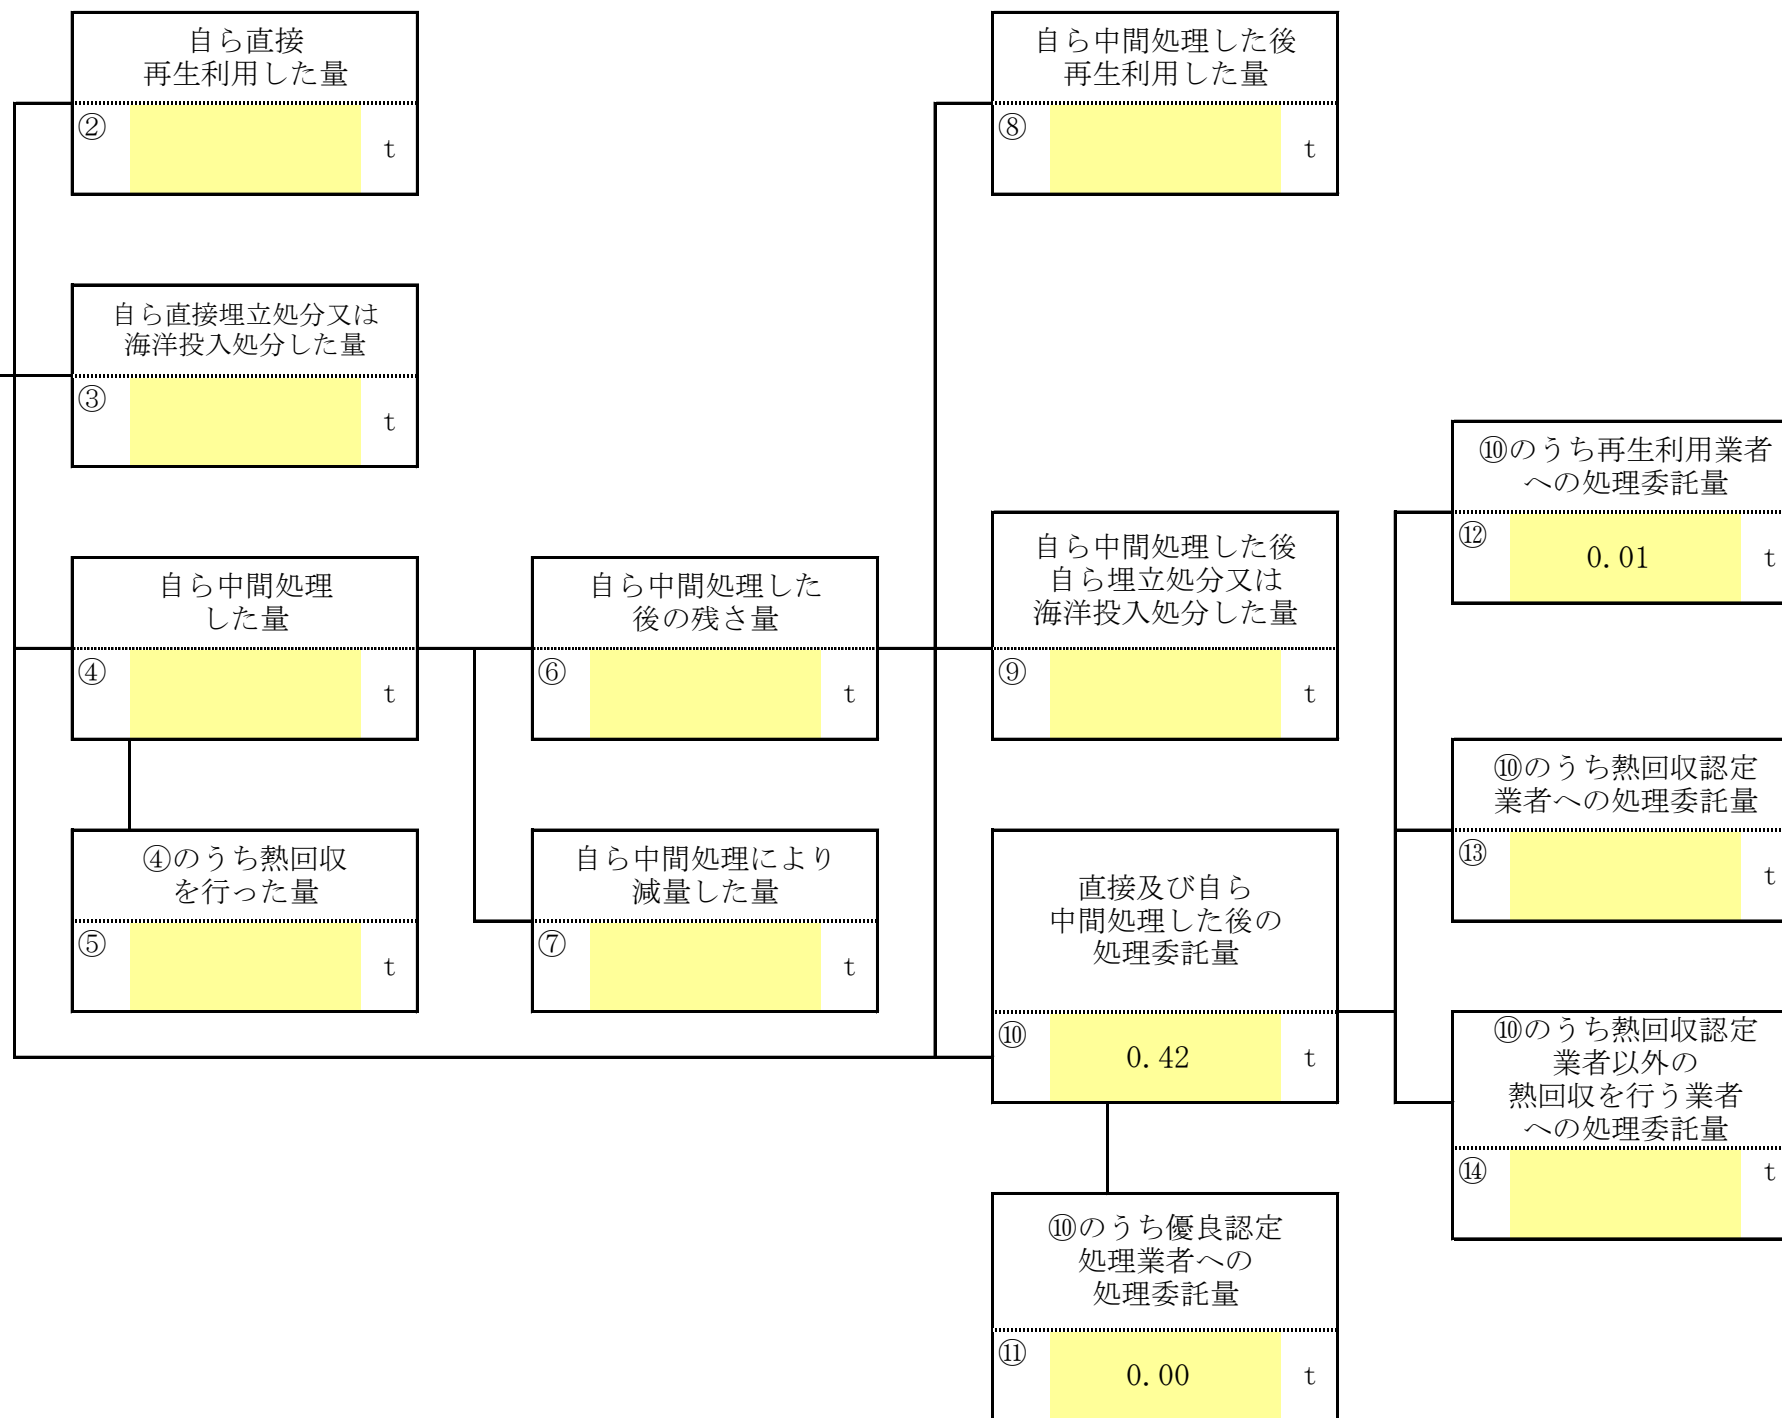 自ら直接
再生利用した量
②
t
自ら中間処理した後
再生利用した量
⑧
t
自ら直接埋立処分又は
海洋投入処分した量
③
t
⑩のうち再生利用業者
への処理委託量
⑫
0.01
t
自ら中間処理
した量
④
t
自ら中間処理した
後の残さ量
⑥
t
自ら中間処理した後
自ら埋立処分又は
海洋投入処分した量
⑨
t
⑩のうち熱回収認定
業者への処理委託量
⑬
t
④のうち熱回収
を行った量
⑤
t
自ら中間処理により
減量した量
⑦
t
直接及び自ら
中間処理した後の
処理委託量
⑩
0.42
t
⑩のうち熱回収認定
業者以外の
熱回収を行う業者
への処理委託量
⑭
t
⑩のうち優良認定
処理業者への
処理委託量
⑪
0.00
t